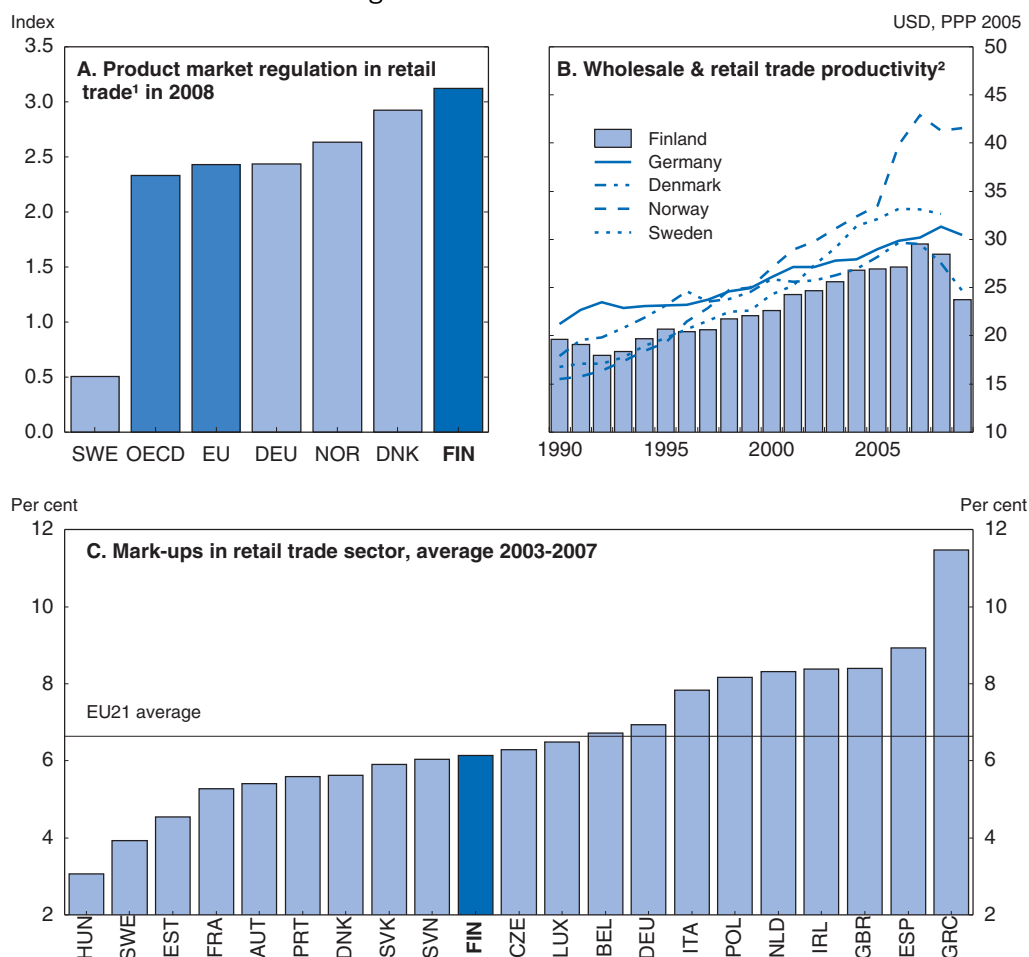 Index
USD, PPP 2005
3.5
3.0
2.5
2.0
1.5
1.0
0.5
0.0
A. Product market regulation in retail
trade¹ in 2008
SWE OECD EU DEU NOR DNK FIN
B. Wholesale & retail trade productivity²
Finland
Germany
Denmark
Norway
Sweden
50
45
40
35
30
25
20
15
10
1990 1995 2000 2005
Per cent
Per cent
12
10
8
6
4
2
C. Mark-ups in retail trade sector, average 2003-2007
EU21 average
12
10
8
6
4
2
HUN SWE EST FRA AUT PRT DNK SVK SVN FIN CZE LUX BEL DEU ITA POL NLD IRL GBR ESP GRC